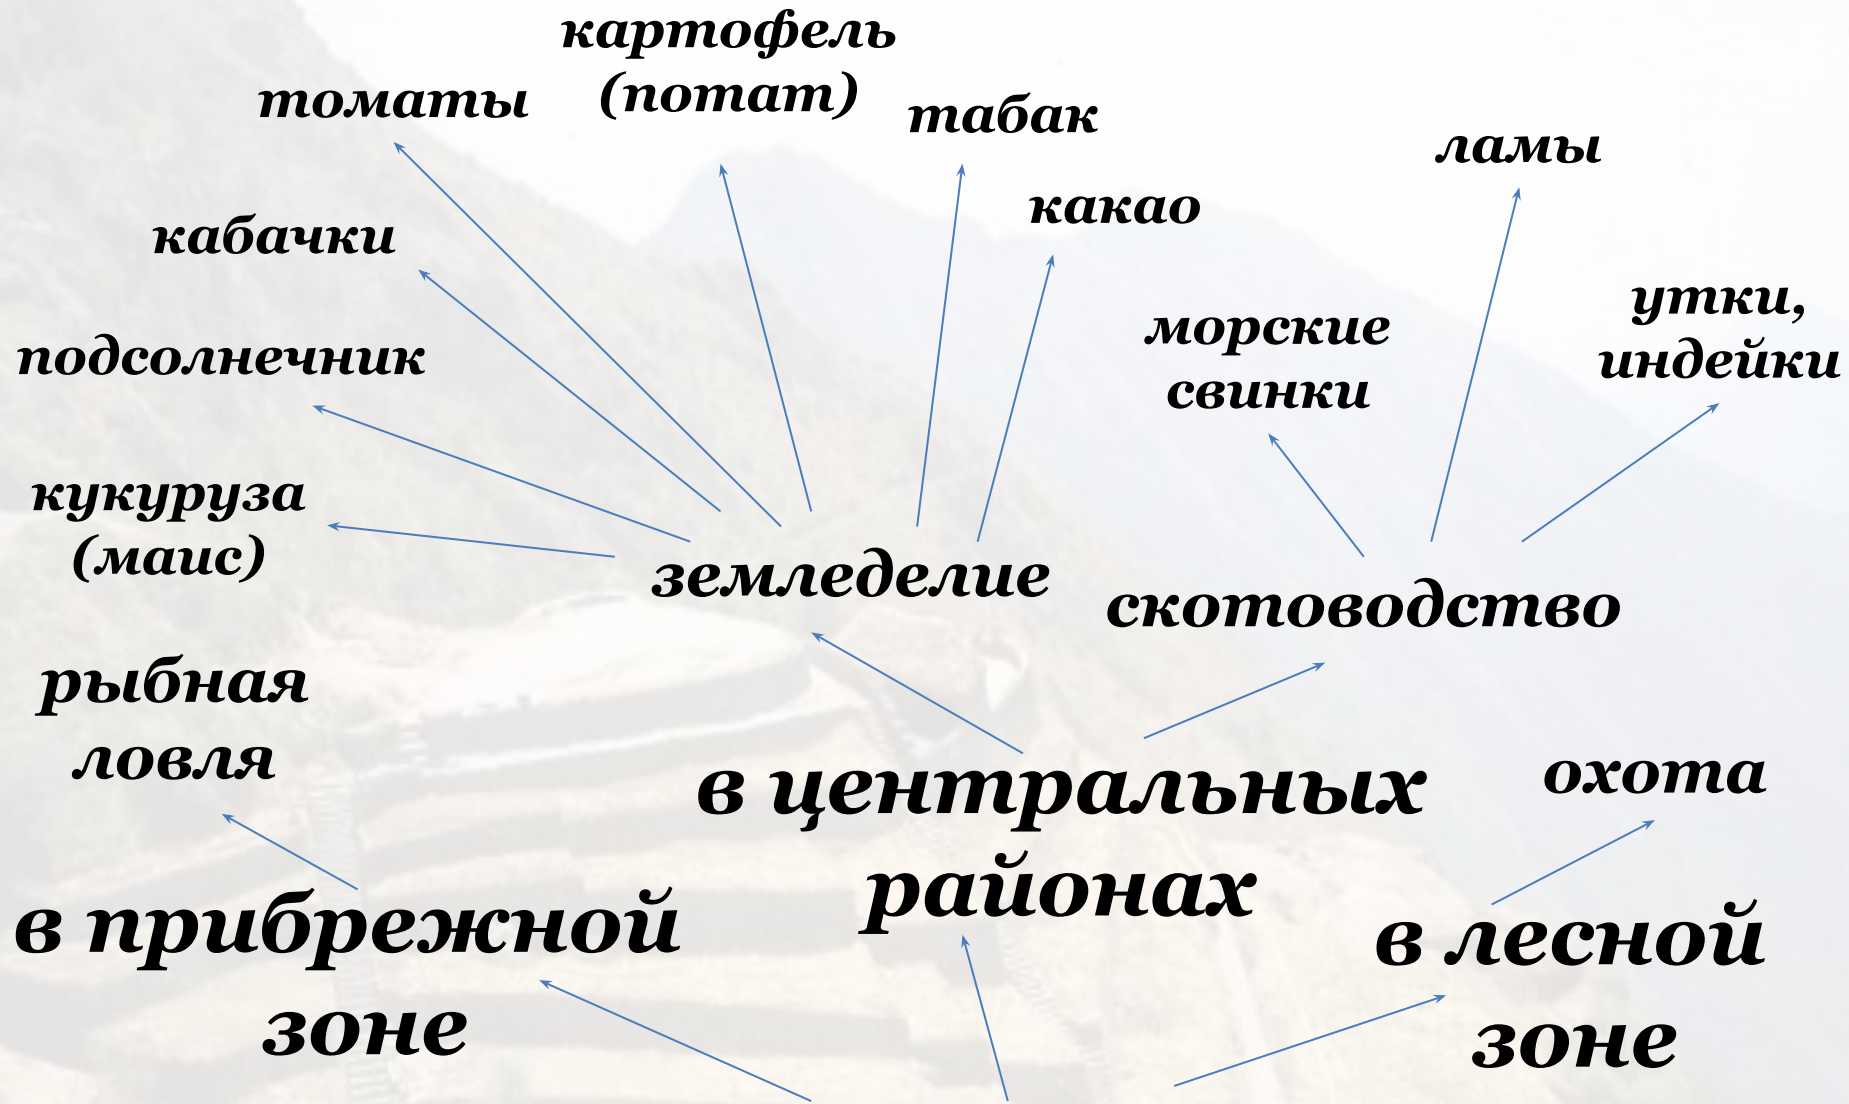 картофель
(потат)
томаты
табак
ламы
какао
кабачки
утки,
индейки
морские
свинки
подсолнечник
кукуруза
(маис)
земледелие
скотоводство
рыбная
ловля
в центральных
районах
охота
в прибрежной
зоне
в лесной
зоне